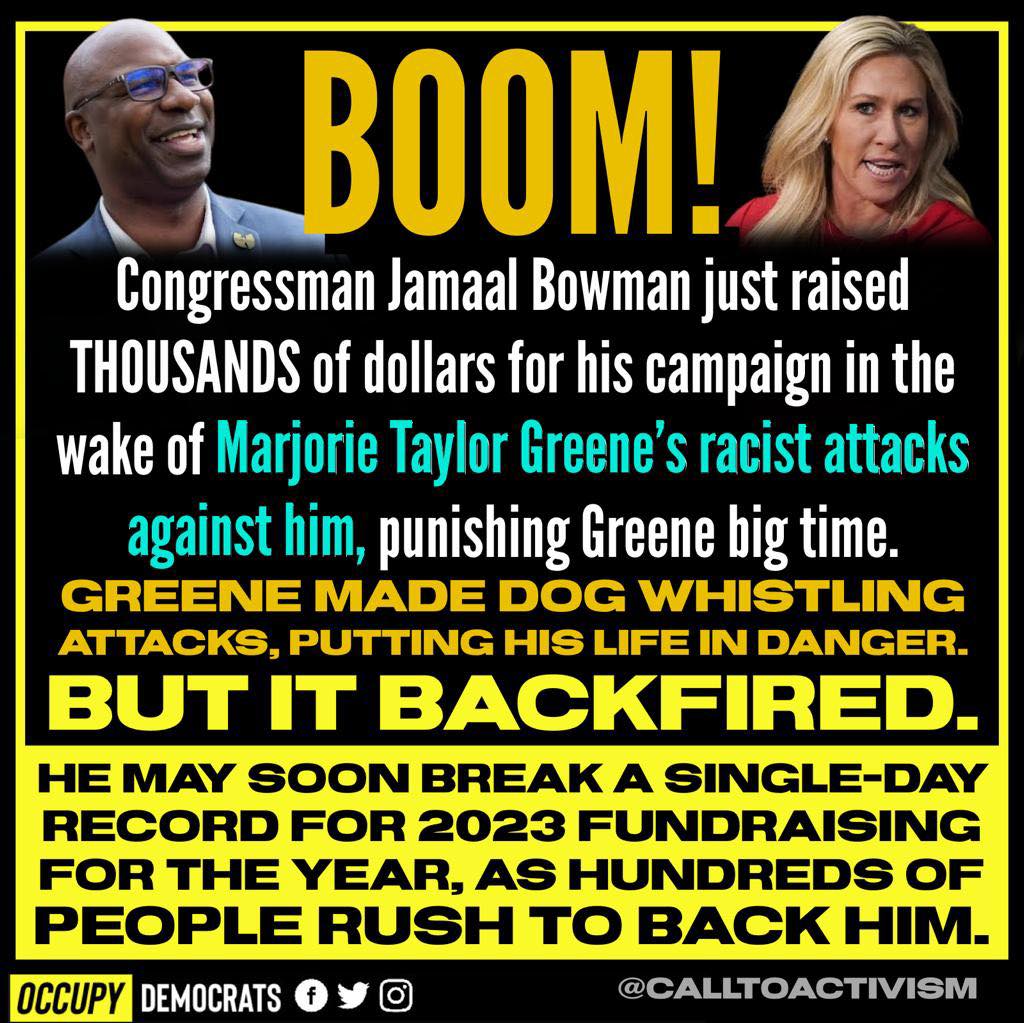 BOOM!
Congressman Jamaal Bowman just raised
THOUSANDS of dollars for his campaign in the
wake of Marjorie Taylor Greene's racist attacks
against him, punishing Greene big time.
GREENE MADE DOG WHISTLING
ATTACKS, PUTTING HIS LIFE IN DANGER.
BUT IT BACKFIRED.
HE MAY SOON BREAK A SINGLE-DAY
RECORD FOR 2023 FUNDRAISING
FOR THE YEAR, AS HUNDREDS OF
PEOPLE RUSH TO BACK HIM.
OCCUPY DEMOCRATS
@CALLTOACTIVISM